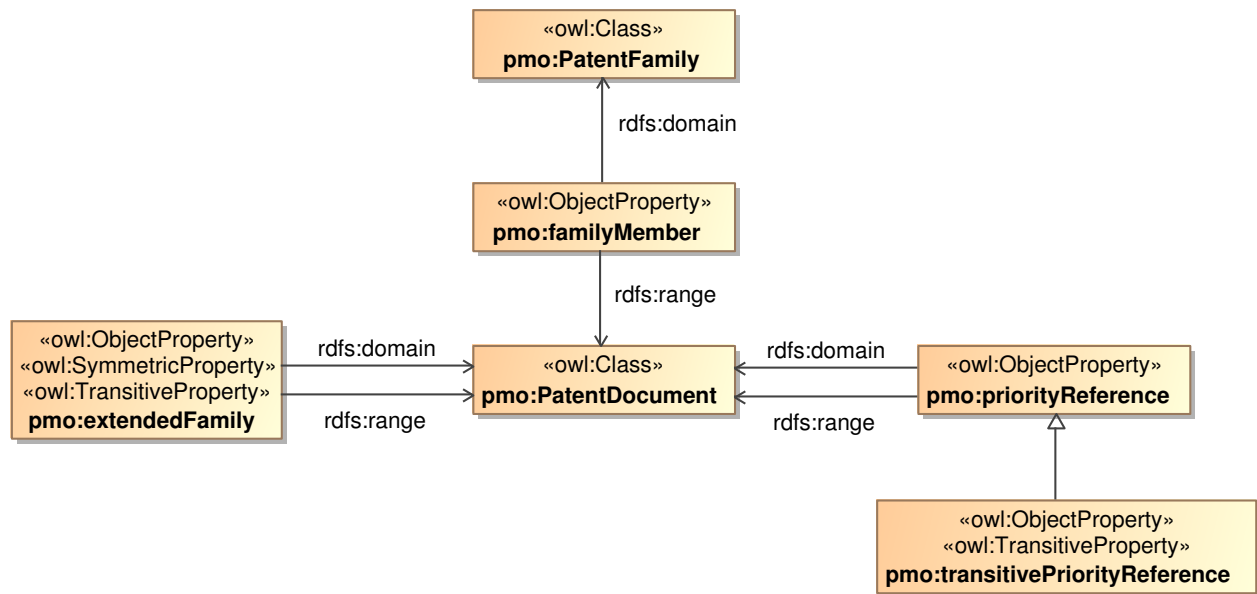 «owl:Class»
pmo:PatentFamily
rdfs:domain
«owl:ObjectProperty»
pmo:familyMember
rdfs:range
«owl:ObjectProperty»
«owl:SymmetricProperty»
«owl:TransitiveProperty»
pmo:extendedFamily
rdfs:domain
rdfs:range
«owl:Class»
pmo:PatentDocument
rdfs:domain
rdfs:range
«owl:ObjectProperty»
pmo:priorityReference
«owl:ObjectProperty»
«owl:TransitiveProperty»
pmo:transitivePriorityReference